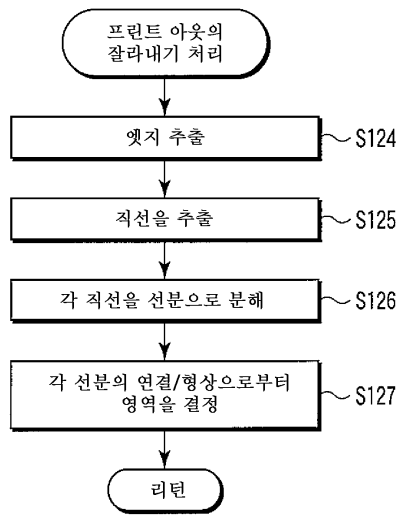 프린트 아웃의
잘라내기 처리
엣지 추출
S124
직선을 추출
S125
각 직선을 선분으로 분해
S126
각 선분의 연결/형상으로부터
영역을 결정
S127
리턴